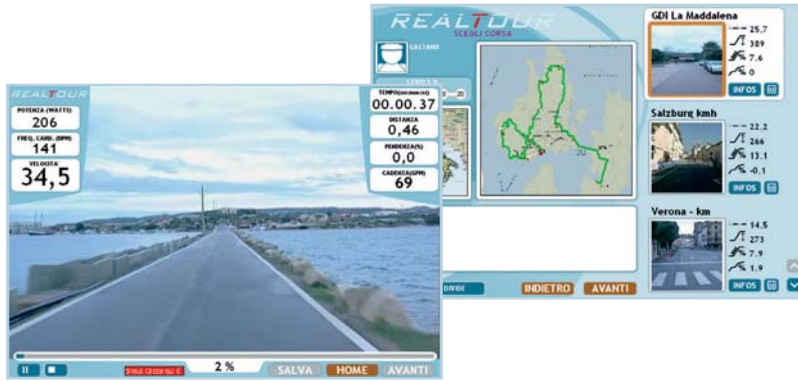 REALTOUR
SCEGLI CORSA
GAETANO
GDI La Maddalena
25,7
389
7.6
0
INFOS
Salzburg kmh
22,2
266
13.1
-0.1
INFOS
Verona - km
14,5
273
7.9
1,9
INFOS
INDIETRO
AVANTI
REALTOUR
POTENZA (WATTS)
206
FREQ. CARD. (BPM)
141
VELOCITA'
34,5
00.00.37
DISTANZA
0,46
PENDENZA(%)
0,0
CADENZA(GPM)
69
2 %
SALVA
HOME
AVANTI